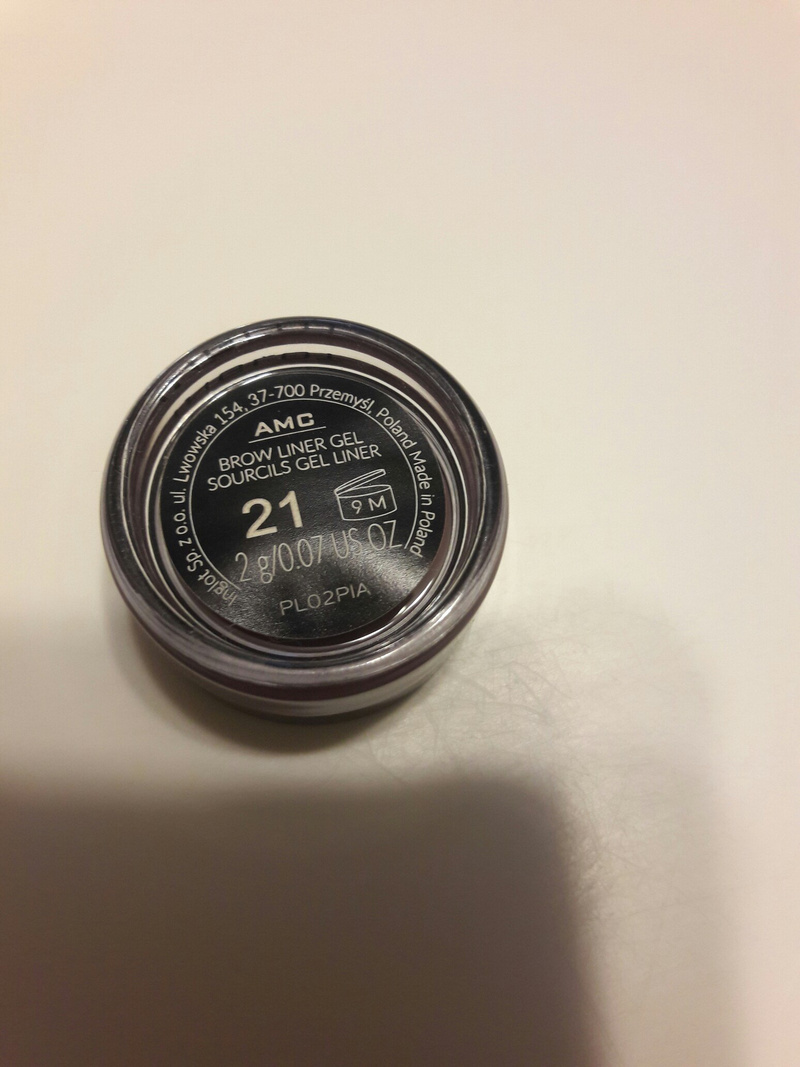 Inglot Sp. z o.o. ul. Lwowska 154, 37-700 Przemyśl, Poland Made in Poland
AMC
BROW LINER GEL
SOURCILS GEL LINER
21
9 M
2 g/0.07 US OZ
PL02PIA